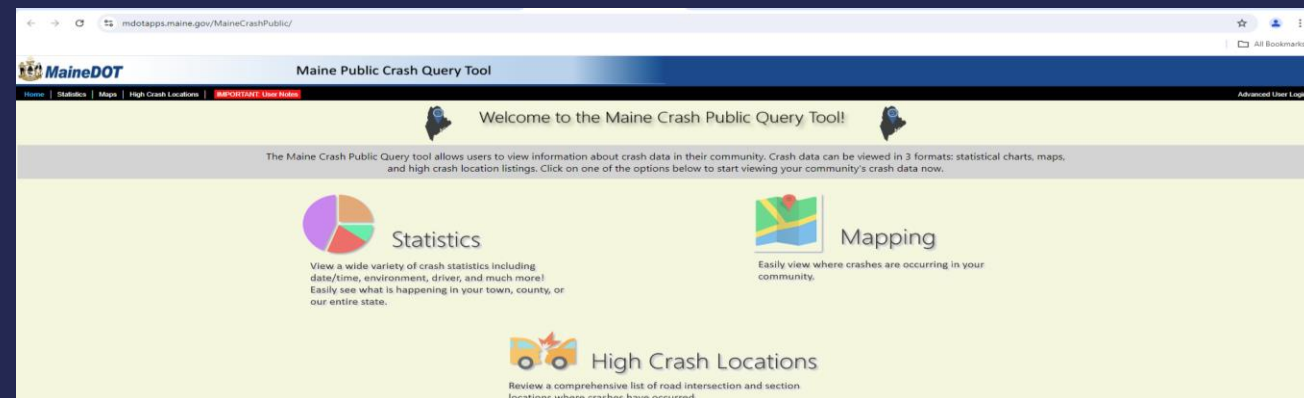 mdotapps.maine.gov/MaineCrashPublic/
All Bookmarks
MaineDOT
Maine Public Crash Query Tool
Home | Statistics | Maps | High Crash Locations | IMPORTANT: User Notes
Advanced User Login
Welcome to the Maine Crash Public Query Tool!
The Maine Crash Public Query tool allows users to view information about crash data in their community. Crash data can be viewed in 3 formats: statistical charts, maps,
and high crash location listings. Click on one of the options below to start viewing your community's crash data now.
Statistics
View a wide variety of crash statistics including
date/time, environment, driver, and much more!
Easily see what is happening in your town, county, or
our entire state.
Mapping
Easily view where crashes are occurring in your
community.
High Crash Locations
Review a comprehensive list of road intersection and section
locations where crashes have occurred